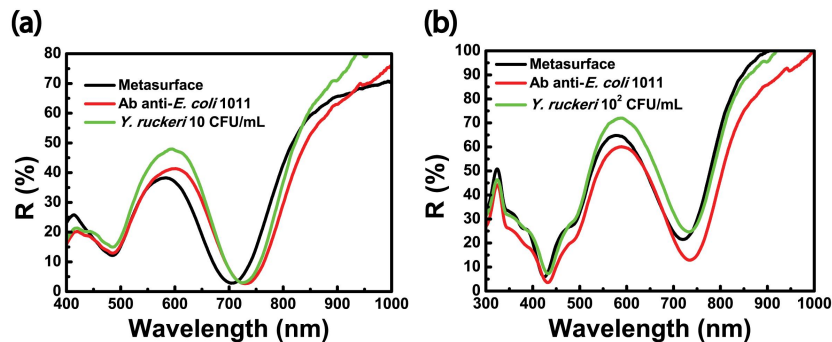 (a)
80
70
60
50
40
30
20
10
0
R (%)
Metasurface
Ab anti-E. coli 1011
Y. ruckeri 10 CFU/mL
400 500 600 700 800 900 1000
Wavelength (nm)
(b)
100
90
80
70
60
50
40
30
20
10
0
R (%)
Metasurface
Ab anti-E. coli 1011
Y. ruckeri 10² CFU/mL
300 400 500 600 700 800 900 1000
Wavelength (nm)